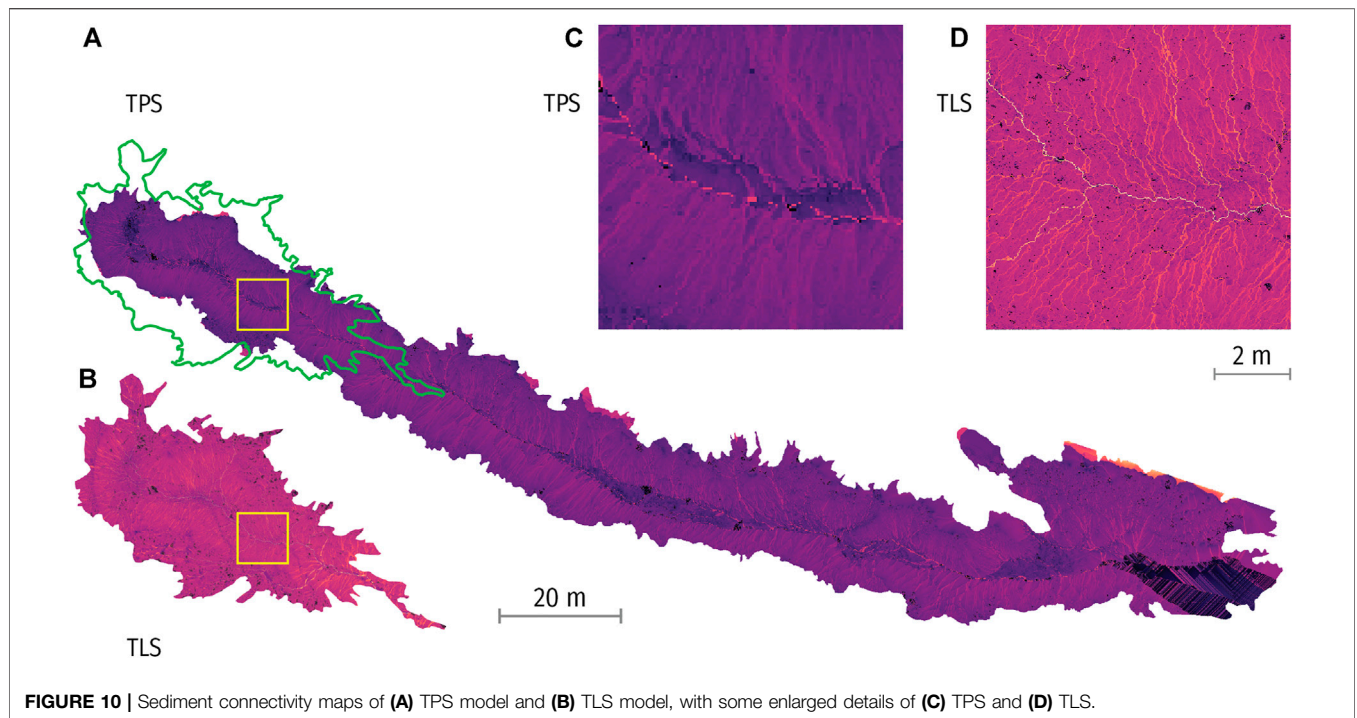 A
TPS
C
TPS
D
TLS
2 m
B
TLS
20 m
FIGURE 10 | Sediment connectivity maps of (A) TPS model and (B) TLS model, with some enlarged details of (C) TPS and (D) TLS.